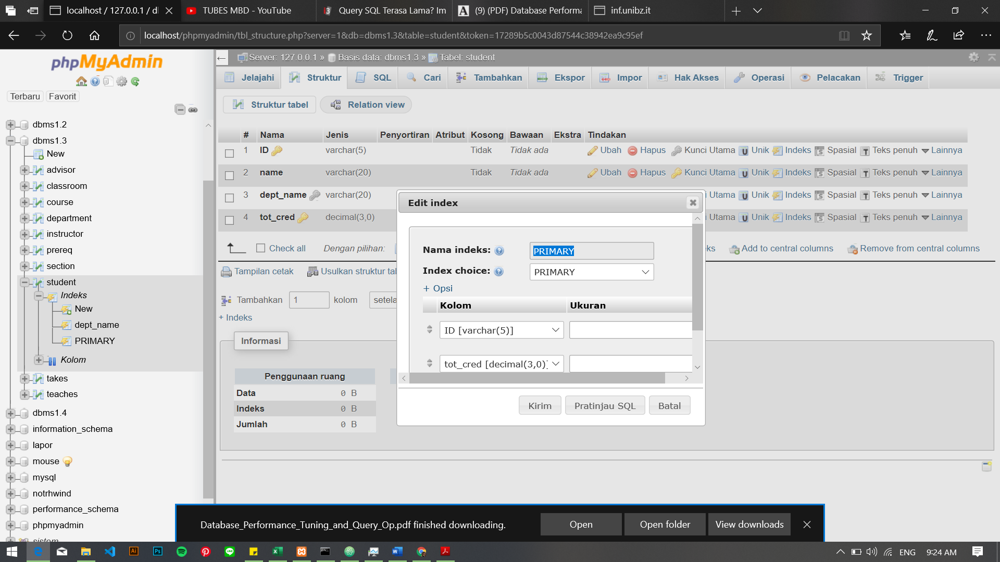 localhost / 127.0.0.1 / d
TUBES MBD - YouTube
Query SQL Terasa Lama? Im
(9) (PDF) Database Performa
inf.unibz.it
localhost/phpmyadmin/tbl_structure.php?server=1&db=dbms1.3&table=student&token=17289b5c0043d87544c38942ea9c95ef
phpMyAdmin
Terbaru Favorit
dbms1.2
dbms1.3
New
advisor
classroom
course
department
instructor
prereq
section
student
Indeks
New
dept_name
PRIMARY
Kolom
takes
teaches
dbms1.4
information_schema
lapor
mouse
mysql
notrhwind
performance_schema
phpmyadmin
sistem
Server: 127.0.0.1 » Basis data: dbms1.3 » Tabel: student
Jelajahi Struktur SQL Cari Tambahkan Ekspor Impor Hak Akses Operasi Pelacakan Trigger
Struktur tabel Relation view
# Nama Jenis Penyortiran Atribut Kosong Bawaan Ekstra Tindakan
1 ID varchar(5) Tidak Tidak ada Ubah Hapus Kunci Utama Unik Indeks Spasial Teks penuh Lainnya
2 name varchar(20) Tidak Tidak ada Ubah Hapus Kunci Utama Unik Indeks Spasial Teks penuh Lainnya
3 dept_name varchar(20) i Utama Unik Indeks Spasial Teks penuh Lainnya
4 tot_cred decimal(3,0) i Utama Unik Indeks Spasial Teks penuh Lainnya
Check all Dengan pilihan: ks Add to central columns Remove from central columns
Tampilan cetak Usulkan struktur tab
Tambahkan 1 kolom setela
+ Indeks
Informasi
Penggunaan ruang
Data 0 B
Indeks 0 B
Jumlah 0 B
Edit index
Nama indeks: PRIMARY
Index choice: PRIMARY
+ Opsi
Kolom Ukuran
ID [varchar(5)]
tot_cred [decimal(3,0)]
Kirim Pratinjau SQL Batal
Database_Performance_Tuning_and_Query_Op.pdf finished downloading.
Open Open folder View downloads
ENG 9:24 AM